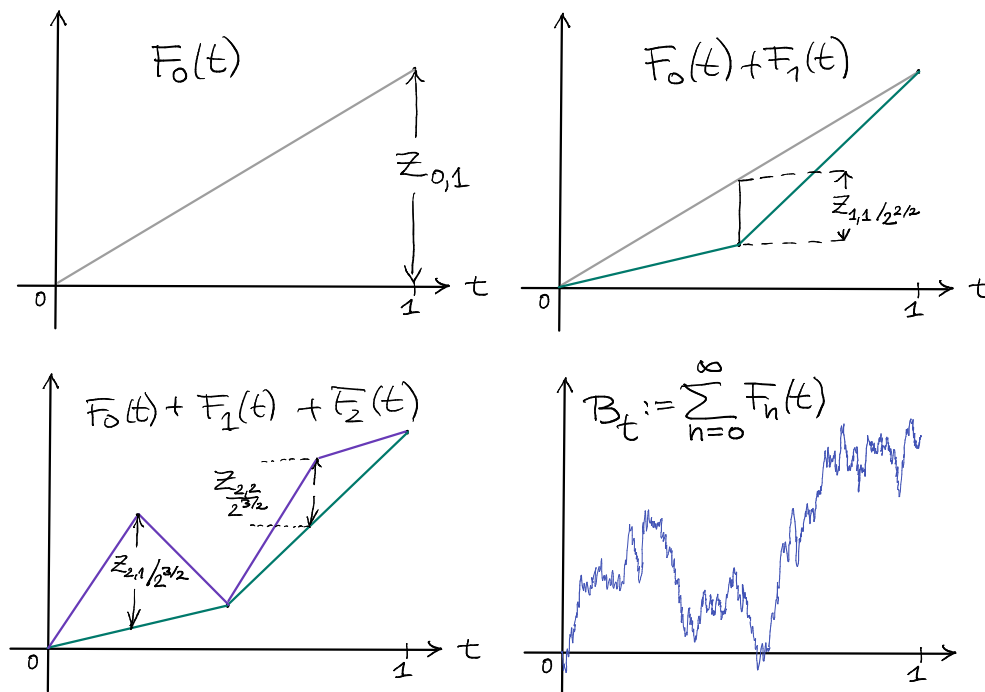 F₀(t)
Z₀,₁
t
0
1
F₀(t) + F₁(t)
Z₁,₁/2^{2/2}
t
0
1
F₀(t) + F₁(t) + F₂(t)
Z₂,₂/2^{3/2}
Z₂,₁/2^{3/2}
t
0
1
B_t := ∑_{n=0}^{∞} Fₙ(t)
0
1